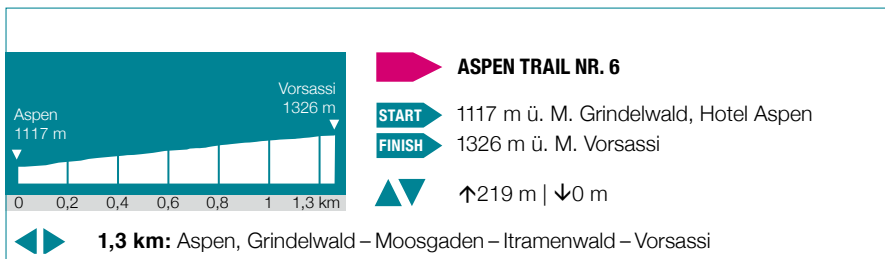 Aspen
1117 m
Vorsassi
1326 m
0 0,2 0,4 0,6 0,8 1 1,3 km
ASPEN TRAIL NR. 6
START 1117 m ü. M. Grindelwald, Hotel Aspen
FINISH 1326 m ü. M. Vorsassi
↑219 m | ↓0 m
1,3 km: Aspen, Grindelwald – Moosgaden – Itramenwald – Vorsassi